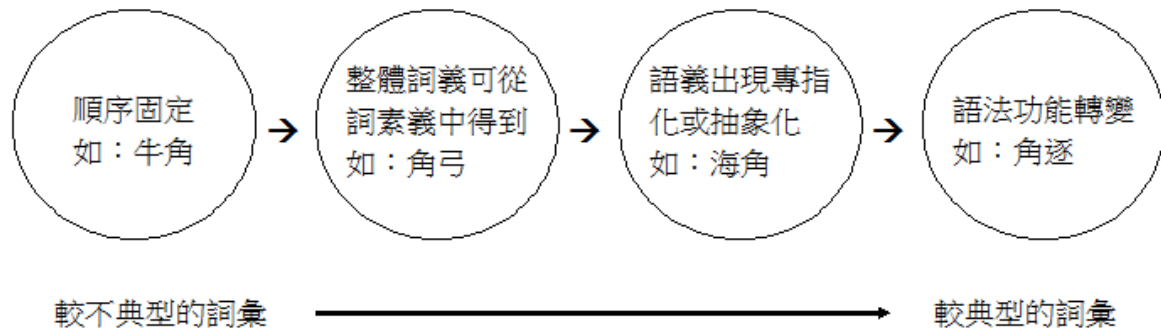 順序固定
如：牛角
整體詞義可從
詞素義中得到
如：角弓
語義出現專指
化或抽象化
如：海角
語法功能轉變
如：角逐
較不典型的詞彙
較典型的詞彙